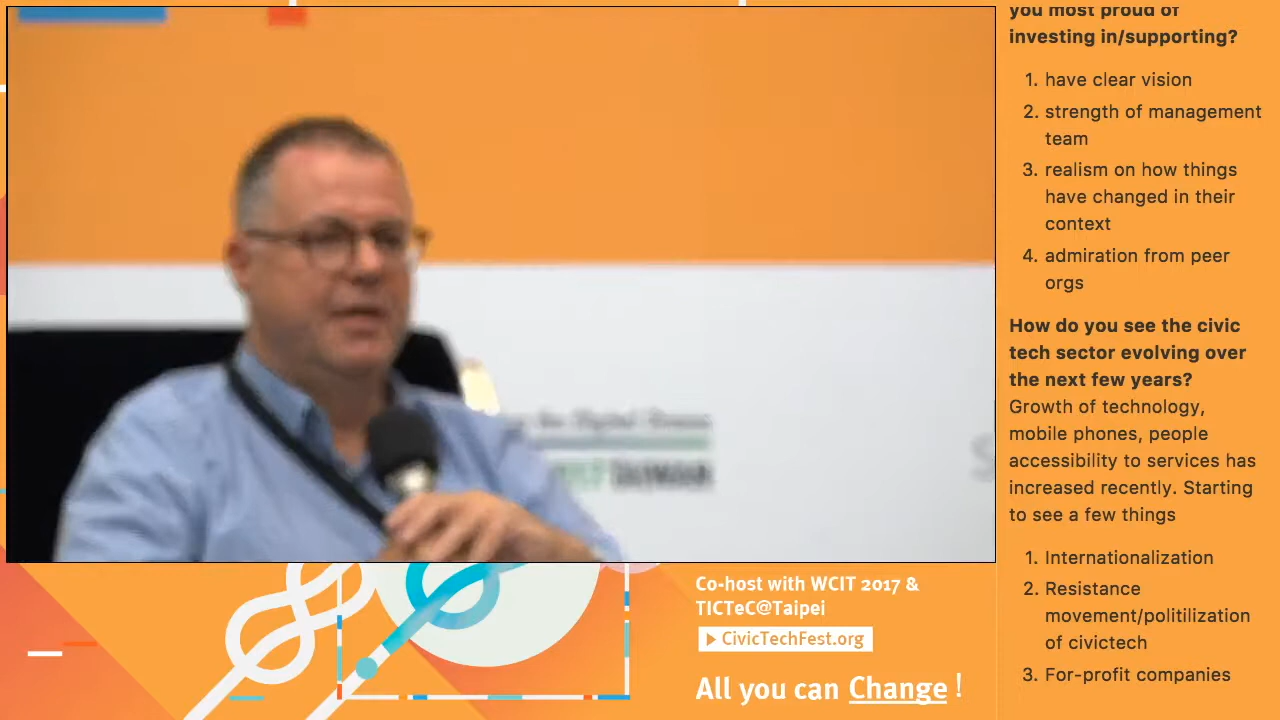 you most proud of
investing in/supporting?
1. have clear vision
2. strength of management
team
3. realism on how things
have changed in their
context
4. admiration from peer
orgs
How do you see the civic
tech sector evolving over
the next few years?
Growth of technology,
mobile phones, people
accessibility to services has
increased recently. Starting
to see a few things
1. Internationalization
2. Resistance
movement/politilization
of civictech
3. For-profit companies
the Digital
TAIWAN
Co-host with WCIT 2017 &
TICTeC@Taipei
CivicTechFest.org
All you can Change !